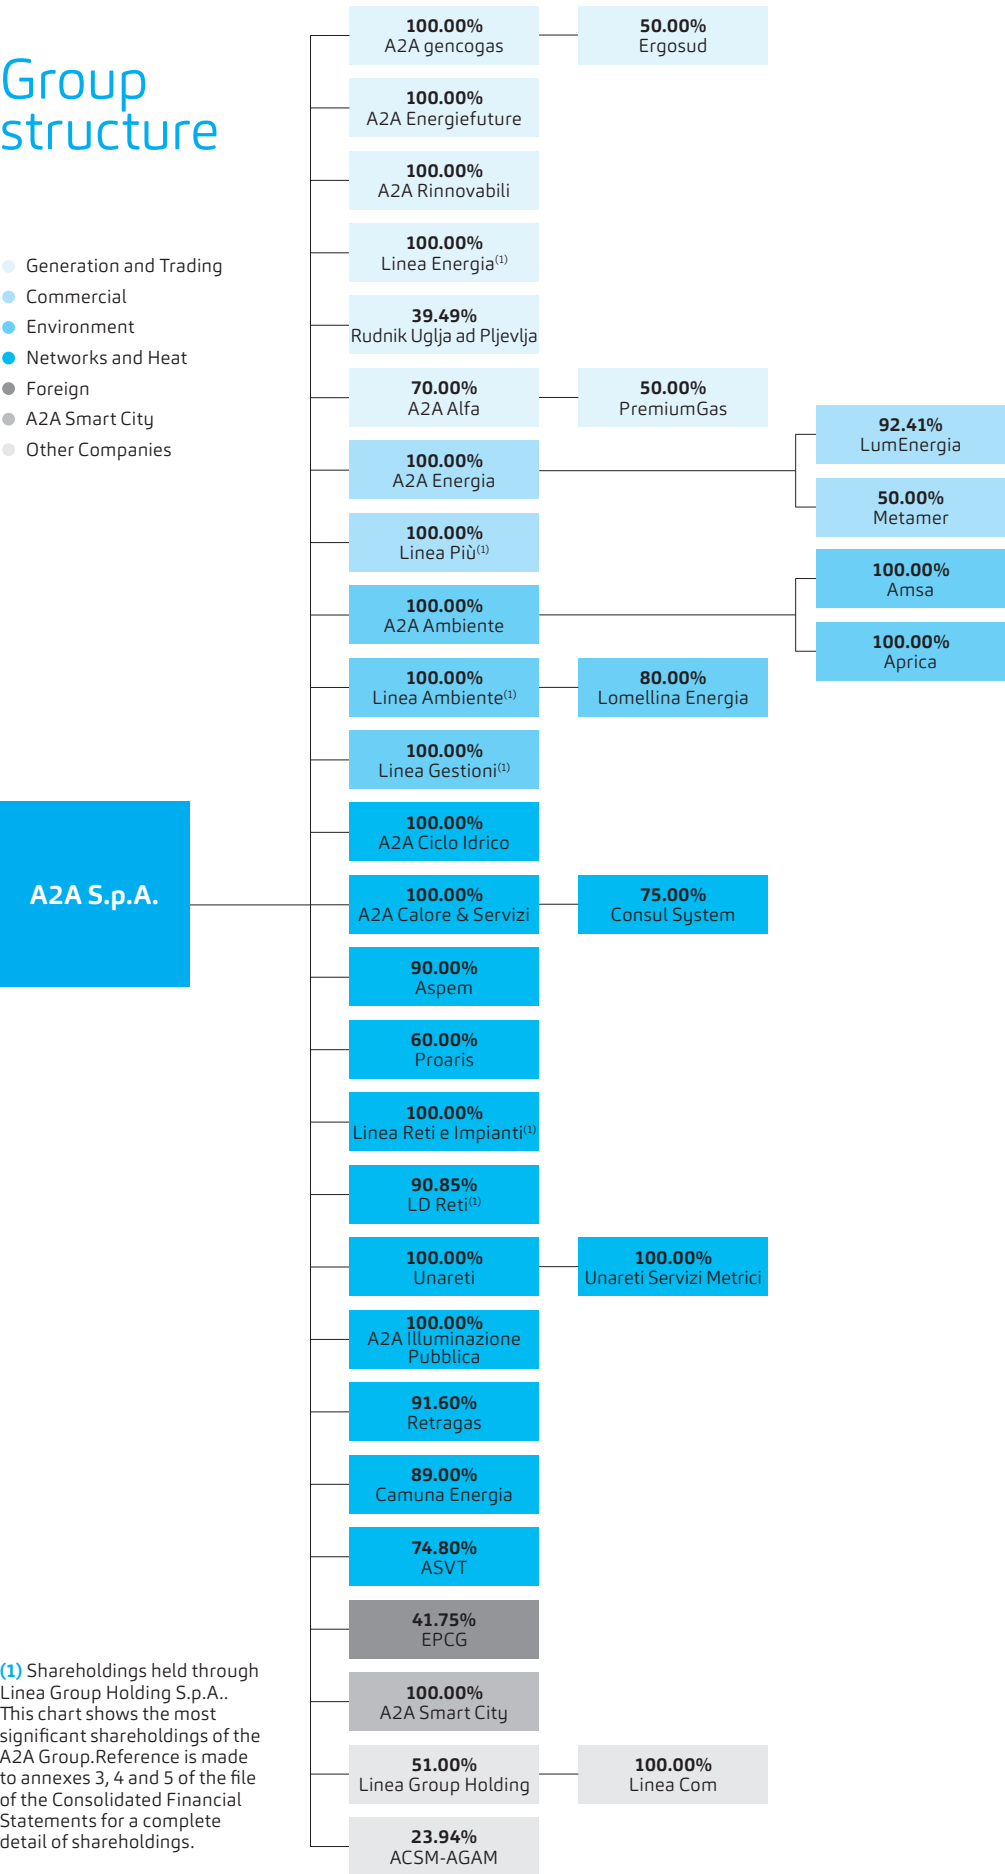 Group
structure
Generation and Trading
Commercial
Environment
Networks and Heat
Foreign
A2A Smart City
Other Companies
A2A S.p.A.
100.00%
A2A gencogas
50.00%
Ergosud
100.00%
A2A Energiefuture
100.00%
A2A Rinnovabili
100.00%
Linea Energia(1)
39.49%
Rudnik Uglja ad Pljevlja
70.00%
A2A Alfa
50.00%
PremiumGas
100.00%
A2A Energia
92.41%
LumEnergia
50.00%
Metamer
100.00%
Linea Più(1)
100.00%
A2A Ambiente
100.00%
Amsa
100.00%
Aprica
100.00%
Linea Ambiente(1)
80.00%
Lomellina Energia
100.00%
Linea Gestioni(1)
100.00%
A2A Ciclo Idrico
100.00%
A2A Calore & Servizi
75.00%
Consul System
90.00%
Aspem
60.00%
Proaris
100.00%
Linea Reti e Impianti(1)
90.85%
LD Reti(1)
100.00%
Unareti
100.00%
Unareti Servizi Metrici
100.00%
A2A Illuminazione
Pubblica
91.60%
Retragas
89.00%
Camuna Energia
74.80%
ASVT
41.75%
EPCG
100.00%
A2A Smart City
51.00%
Linea Group Holding
100.00%
Linea Com
23.94%
ACSM-AGAM
(1) Shareholdings held through
Linea Group Holding S.p.A..
This chart shows the most
significant shareholdings of the
A2A Group.Reference is made
to annexes 3, 4 and 5 of the file
of the Consolidated Financial
Statements for a complete
detail of shareholdings.